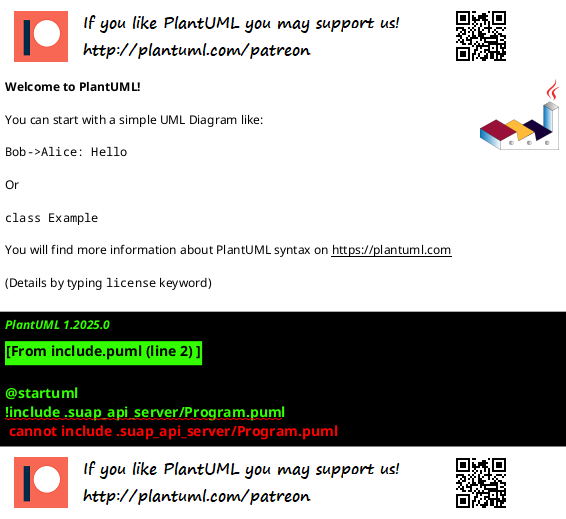 If you like PlantUML you may support us!
http://plantuml.com/patreon
Welcome to PlantUML!
You can start with a simple UML Diagram like:
Bob->Alice: Hello
Or
class Example
You will find more information about PlantUML syntax on https://plantuml.com
(Details by typing license keyword)
PlantUML 1.2025.0
[From include.puml (line 2) ]
@startuml
!include .suap_api_server/Program.puml
cannot include .suap_api_server/Program.puml
If you like PlantUML you may support us!
http://plantuml.com/patreon